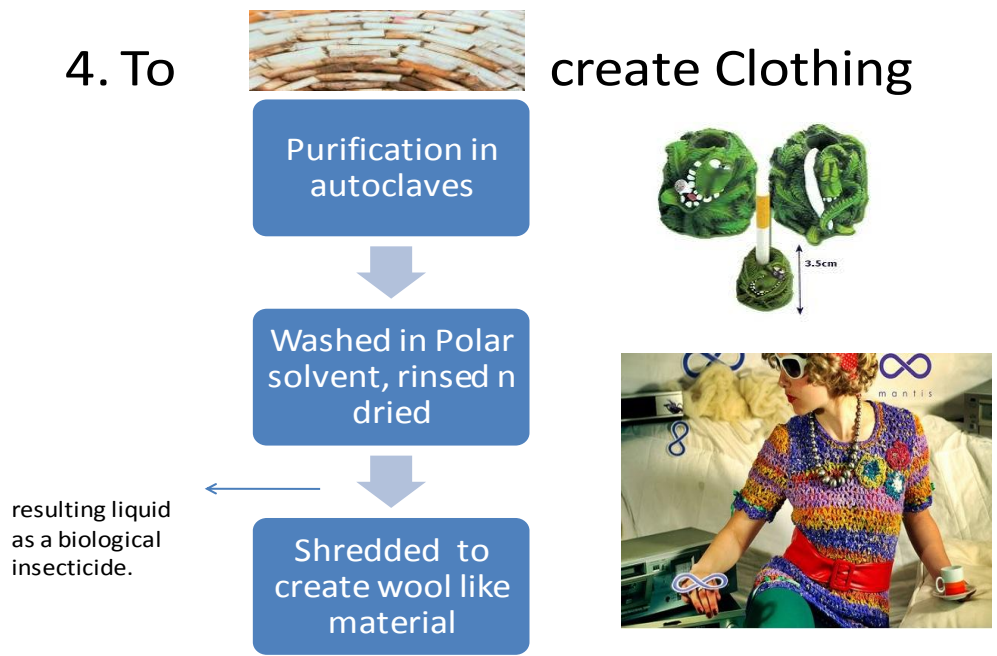 4. To create Clothing
Purification in
autoclaves
3.5cm
Washed in Polar
solvent, rinsed n
dried
mantis
resulting liquid
as a biological
insecticide.
Shredded to
create wool like
material